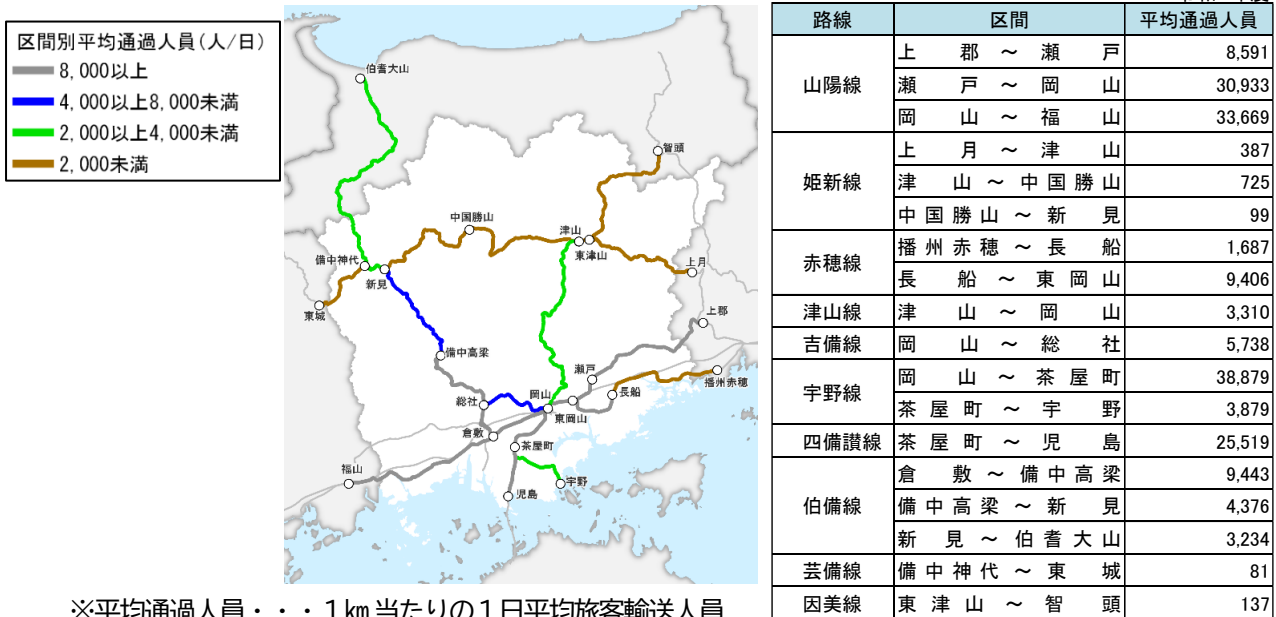 区間別平均通過人員(人/日)
8,000以上
4,000以上8,000未満
2,000以上4,000未満
2,000未満
伯耆大山
智頭
中国勝山
津山
東津山
備中神代
新見
上月
東城
上郡
備中高梁
瀬戸
播州赤穂
長船
岡山
総社
東岡山
倉敷
茶屋町
福山
宇野
児島
※平均通過人員・・・1km当たりの1日平均旅客輸送人員
路線 区間 平均通過人員
山陽線 上郡～瀬戸 8,591
瀬戸～岡山 30,933
岡山～福山 33,669
姫新線 上月～津山 387
津山～中国勝山 725
中国勝山～新見 99
赤穂線 播州赤穂～長船 1,687
長船～東岡山 9,406
津山線 津山～岡山 3,310
吉備線 岡山～総社 5,738
宇野線 岡山～茶屋町 38,879
茶屋町～宇野 3,879
四備讃線 茶屋町～児島 25,519
伯備線 倉敷～備中高梁 9,443
備中高梁～新見 4,376
新見～伯耆大山 3,234
芸備線 備中神代～東城 81
因美線 東津山～智頭 137